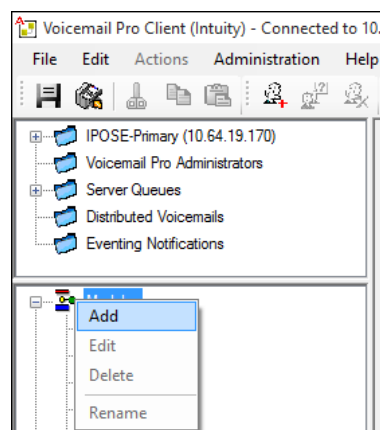 Voicemail Pro Client (Intuity) - Connected to 10.
File Edit Actions Administration Help
IPOSE-Primary (10.64.19.170)
Voicemail Pro Administrators
Server Queues
Distributed Voicemails
Eventing Notifications
Add
Edit
Delete
Rename